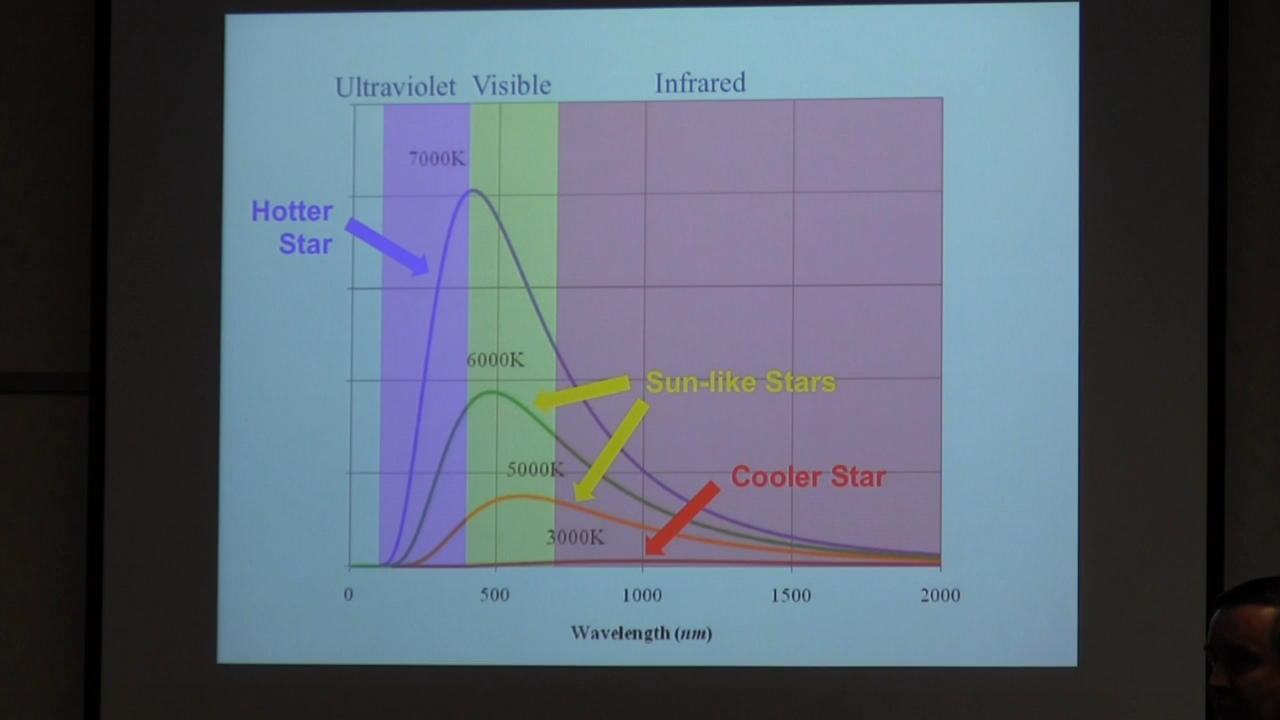 Ultraviolet Visible Infrared
7000K
Hotter
Star
6000K
Sun-like Stars
5000K
Cooler Star
3000K
0 500 1000 1500 2000
Wavelength (nm)